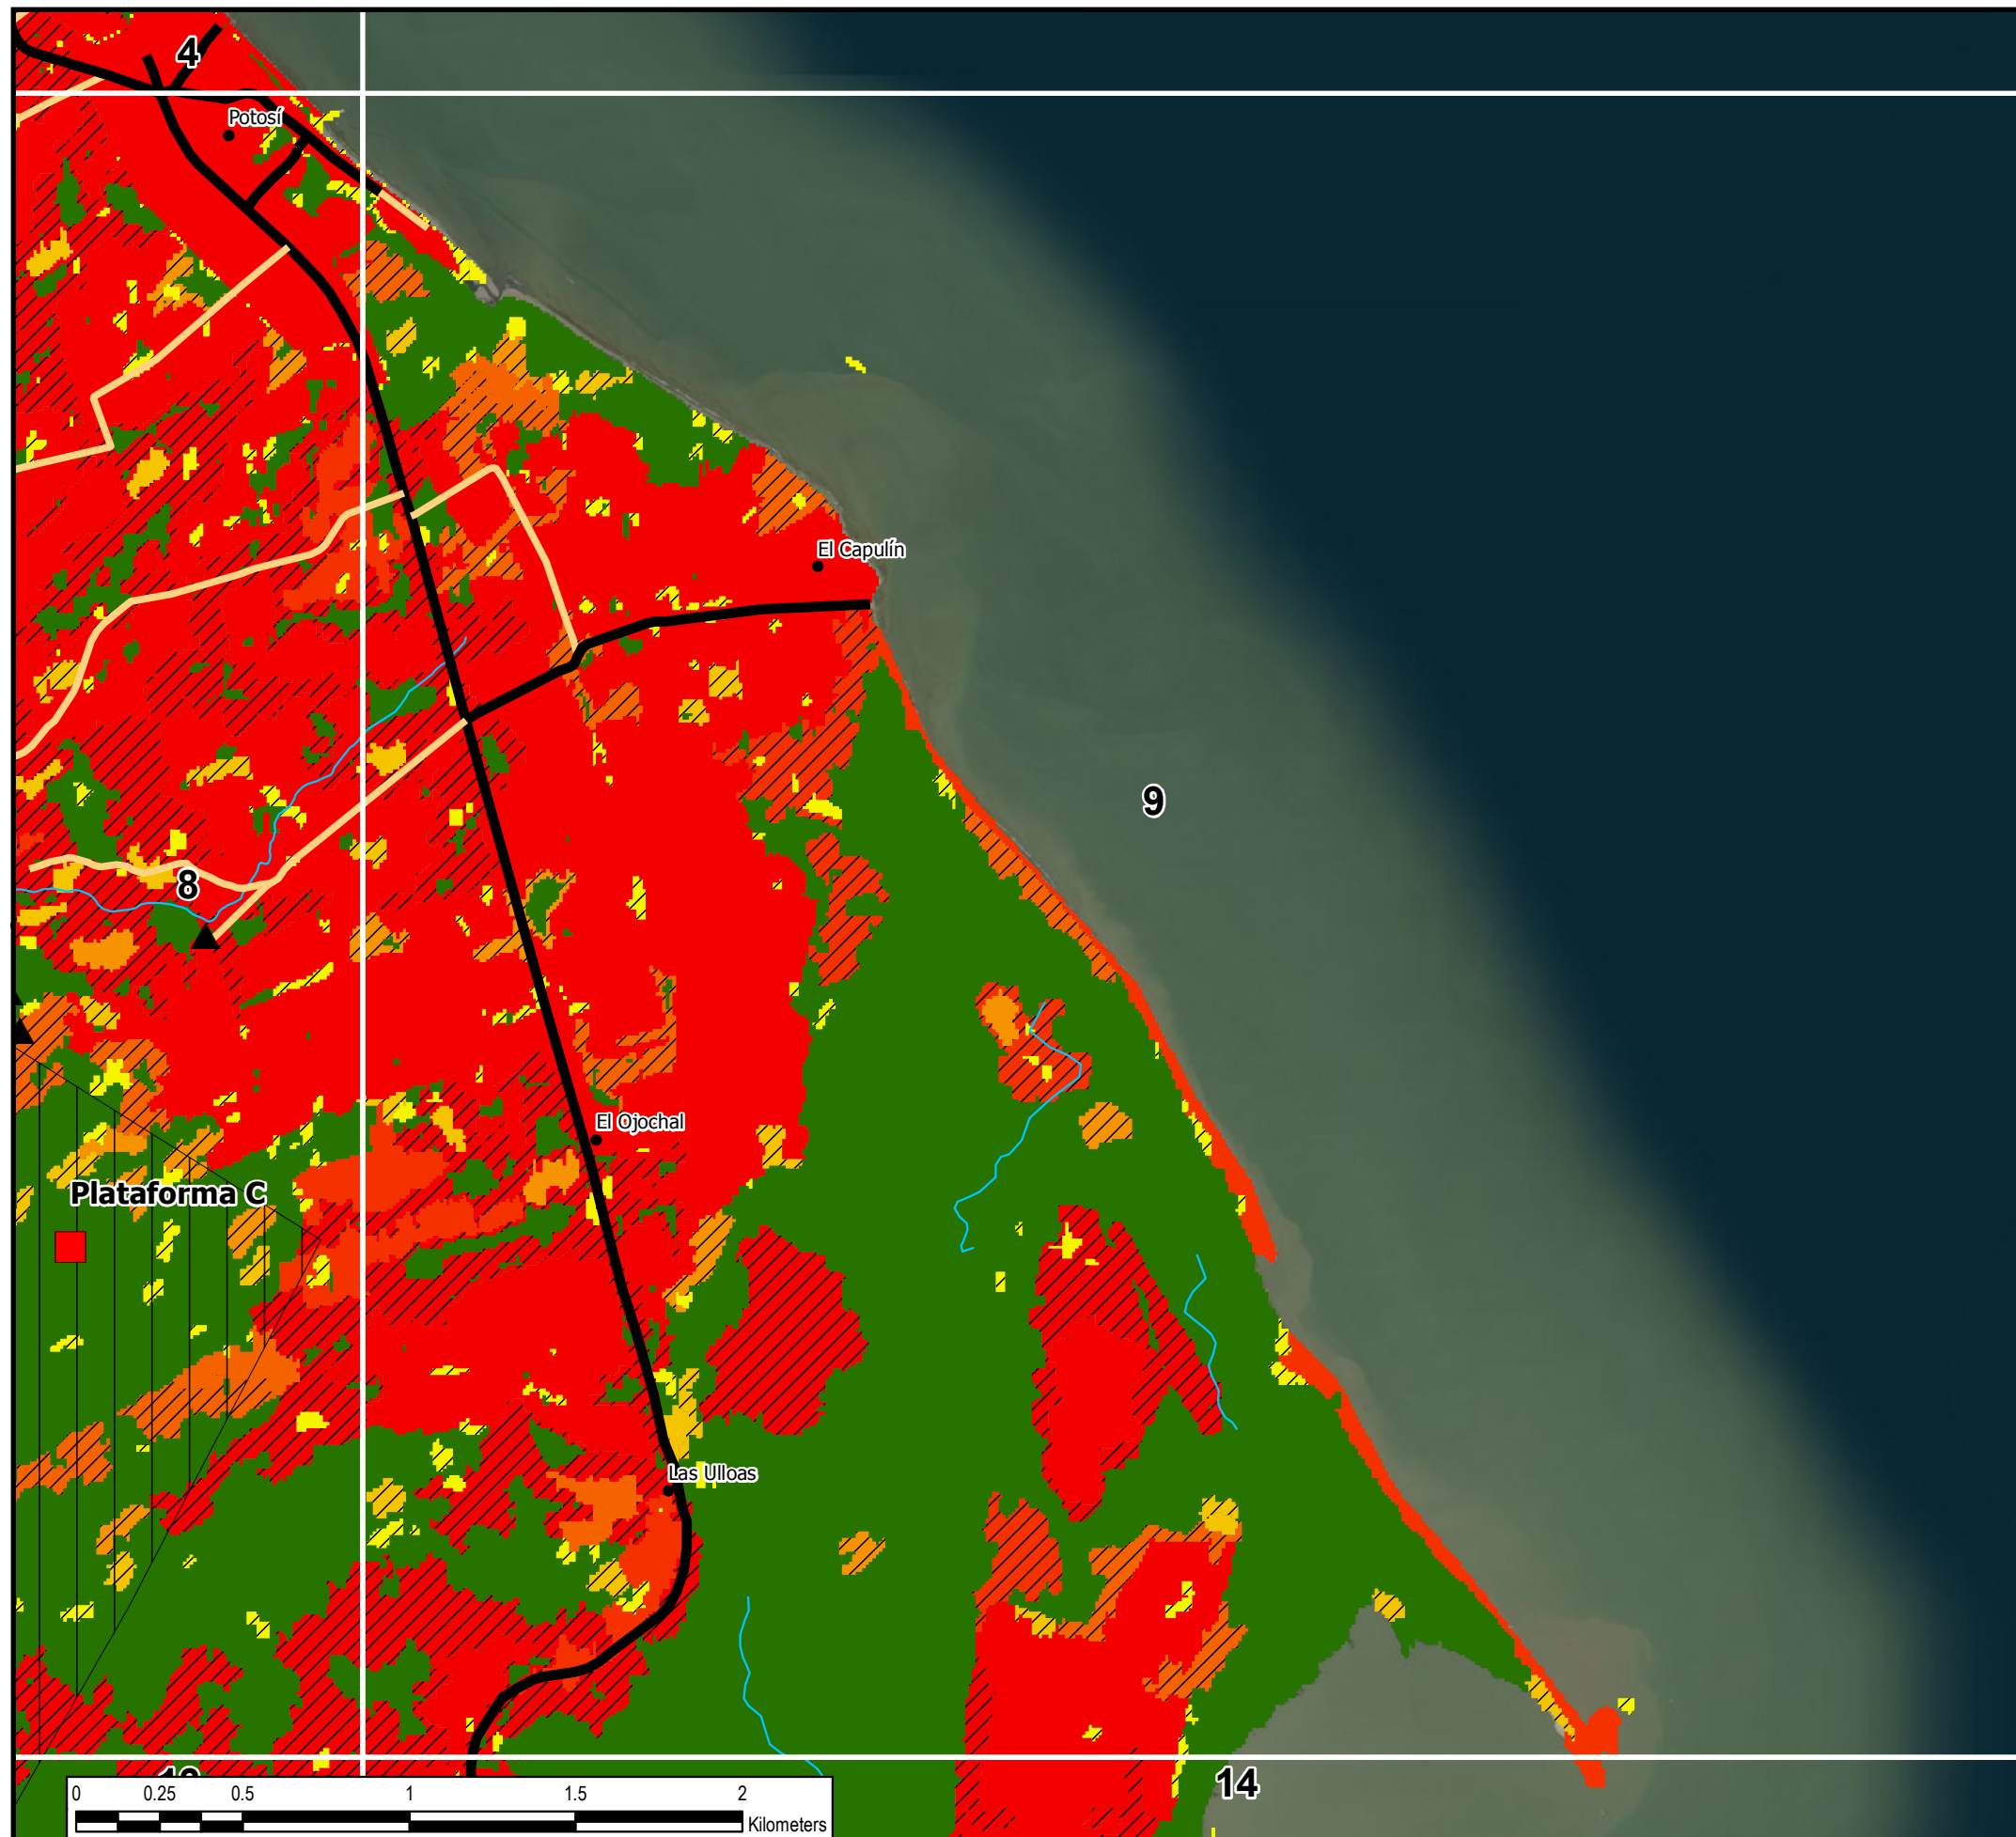 4
Potosí
El Capulín
9
8
El Ojochal
Plataforma C
Las Ulloas
14
0 0.25 0.5 1 1.5 2
Kilometers